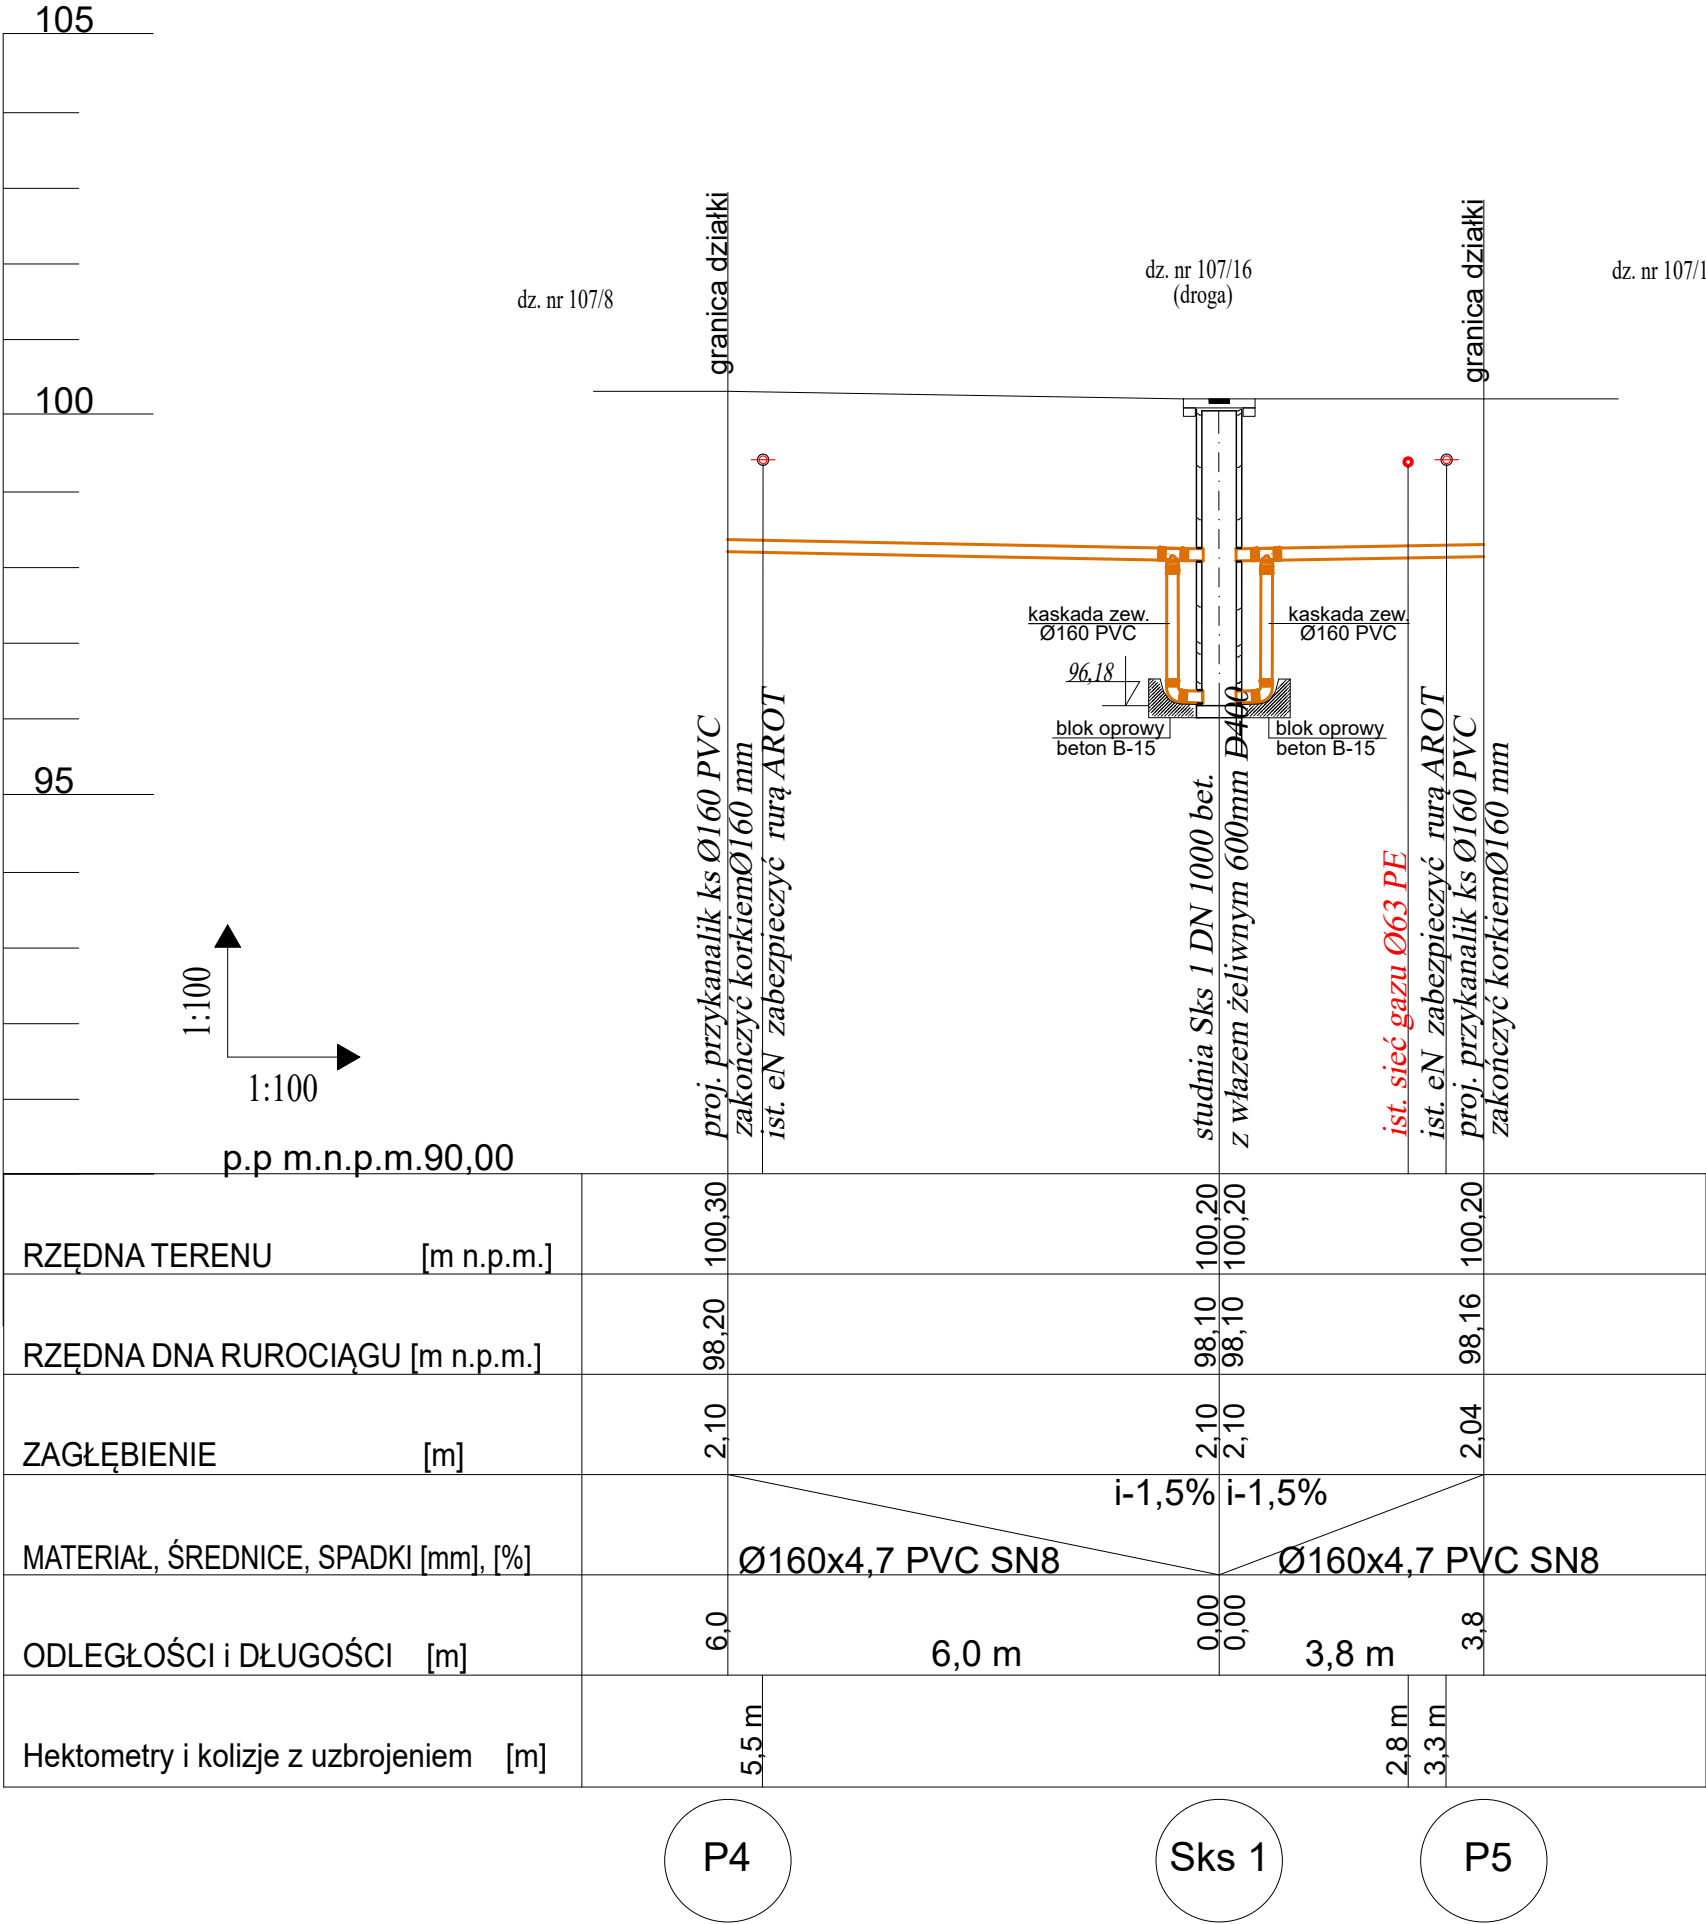 105
100
95
granica działki
granica działki
dz. nr 107/8
dz. nr 107/16
(droga)
dz. nr 107/1
kaskada zew.
Ø160 PVC
kaskada zew.
Ø160 PVC
96,18
blok oprowy
beton B-15
blok oprowy
beton B-15
proj. przykanalik ks Ø160 PVC
zakończyć korkiemØ160 mm
ist. eN zabezpieczyć rurą AROT
studnia Sks 1 DN 1000 bet.
z włazem żeliwnym 600mm D400
ist. sieć gazu Ø63 PE
ist. eN zabezpieczyć rurą AROT
proj. przykanalik ks Ø160 PVC
zakończyć korkiemØ160 mm
1:100
1:100
p.p m.n.p.m.90,00
RZĘDNA TERENU [m n.p.m.] 100,30 100,20 100,20 100,20
RZĘDNA DNA RUROCIĄGU [m n.p.m.] 98,20 98,10 98,10 98,16
ZAGŁĘBIENIE [m] 2,10 2,10 2,10 2,04
i-1,5% i-1,5%
MATERIAŁ, ŚREDNICE, SPADKI [mm], [%] Ø160x4,7 PVC SN8 Ø160x4,7 PVC SN8
ODLEGŁOŚCI i DŁUGOŚCI [m] 6,0 6,0 m 0,00 0,00 3,8 m 3,8
Hektometry i kolizje z uzbrojeniem [m] 5,5 m 2,8 m 3,3 m
P4 Sks 1 P5